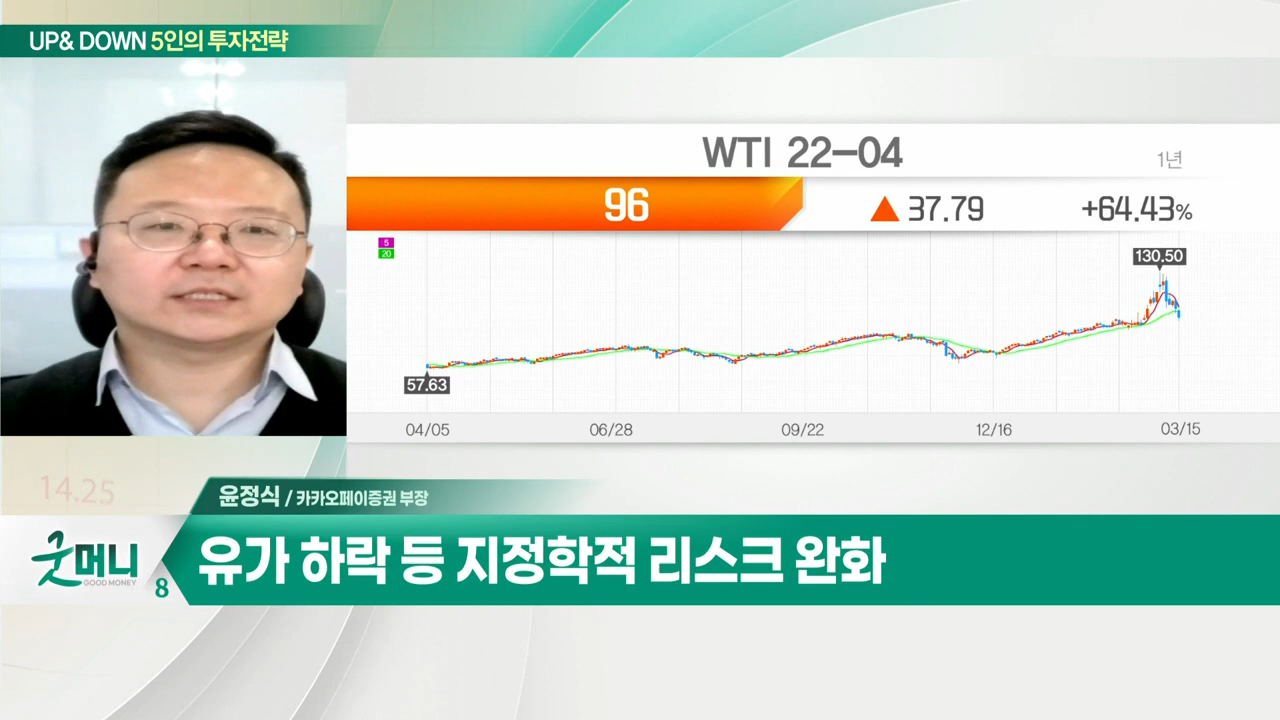 UP& DOWN 5인의 투자전략
WTI 22-04
1년
96
▲ 37.79
+64.43%
5
20
130.50
57.63
04/05
06/28
09/22
12/16
03/15
14.25
윤정식 / 카카오페이증권 부장
굿머니
GOOD MONEY
8
유가 하락 등 지정학적 리스크 완화